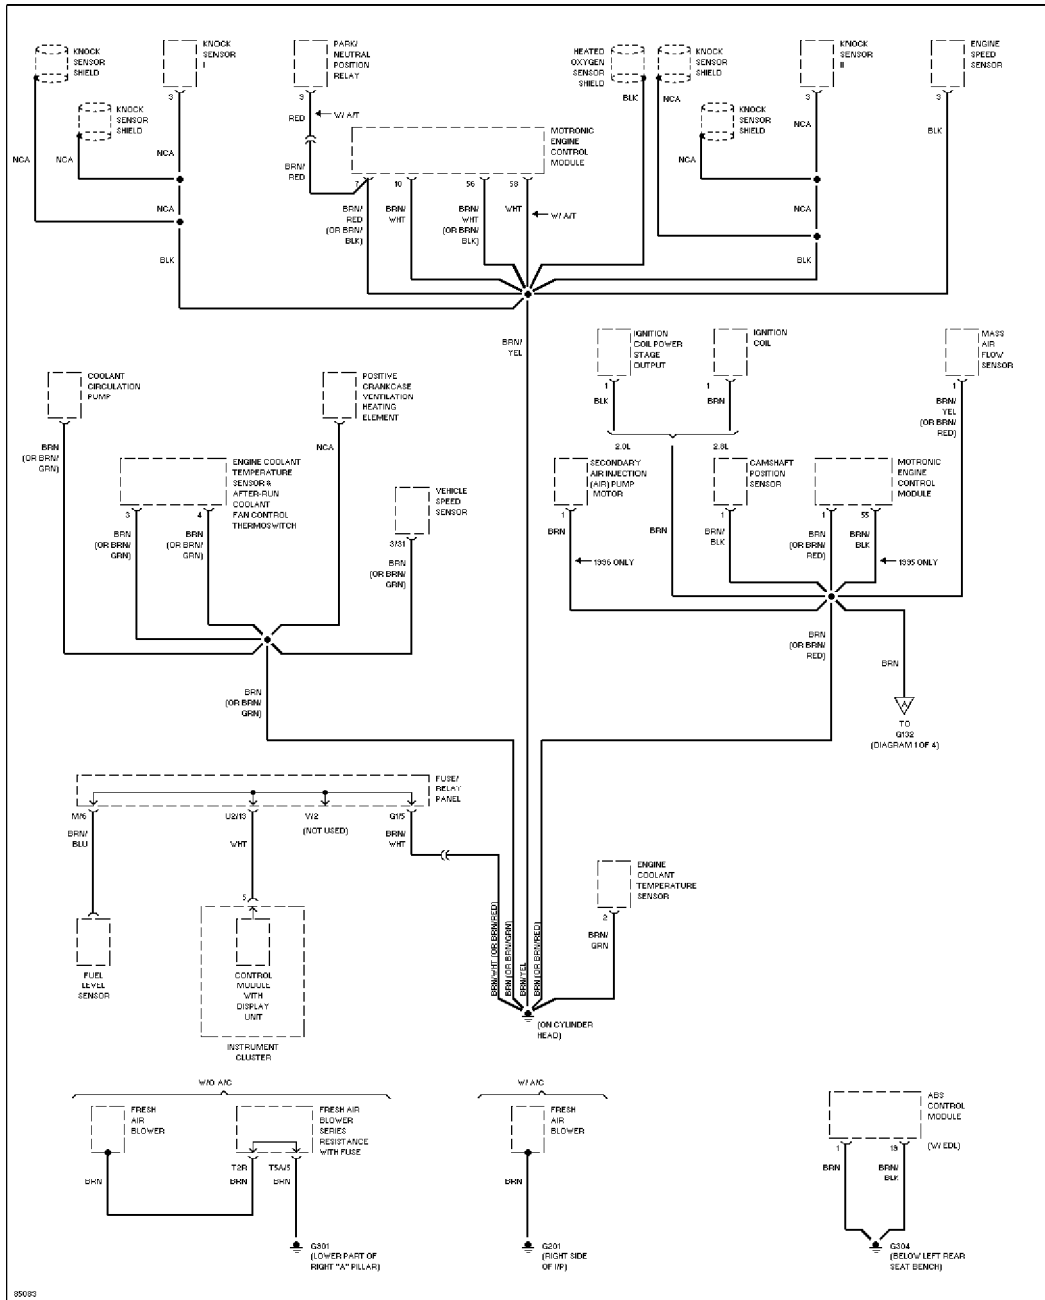 KNOCK
SENSOR
SHIELD
KNOCK
SENSOR
I
PARK/
NEUTRAL
POSITION
RELAY
HEATED
OXYGEN
SENSOR
SHIELD
KNOCK
SENSOR
SHIELD
KNOCK
SENSOR
II
ENGINE
SPEED
SENSOR
3
3
3
3
KNOCK
SENSOR
SHIELD
RED
W/ A/T
BLK
NCA
KNOCK
SENSOR
SHIELD
NCA
BLK
MOTRONIC
ENGINE
CONTROL
MODULE
NCA
NCA
NCA
BRN/
RED
NCA
7
10
56
58
BRN/
RED
(OR BRN/
BLK)
BRN/
WHT
BRN/
WHT
(OR BRN/
BLK)
WHT
W/ A/T
NCA
NCA
BLK
BLK
BRN/
YEL
IGNITION
COIL POWER
STAGE
OUTPUT
IGNITION
COIL
MASS
AIR
FLOW
SENSOR
COOLANT
CIRCULATION
PUMP
POSITIVE
CRANKCASE
VENTILATION
HEATING
ELEMENT
1
1
1
BLK
BRN
BRN/
YEL
(OR BRN/
RED)
BRN
(OR BRN/
GRN)
NCA
2.0L
2.8L
ENGINE COOLANT
TEMPERATURE
SENSOR &
AFTER-RUN
COOLANT
FAN CONTROL
THERMOSWITCH
SECONDARY
AIR INJECTION
(AIR) PUMP
MOTOR
CAMSHAFT
POSITION
SENSOR
MOTRONIC
ENGINE
CONTROL
MODULE
VEHICLE
SPEED
SENSOR
3
4
1
1
1
55
BRN
(OR BRN/
GRN)
BRN
(OR BRN/
GRN)
3/31
BRN
(OR BRN/
GRN)
BRN
BRN
BRN/
BLK
BRN
(OR BRN/
RED)
BRN/
BLK
1996 ONLY
1995 ONLY
BRN
(OR BRN/
RED)
BRN
BRN
(OR BRN/
GRN)
A
TO
G132
(DIAGRAM 1 OF 4)
FUSE/
RELAY
PANEL
M/6
U2/13
V/2
G1/5
BRN/
BLU
WHT
(NOT USED)
BRN/
WHT
ENGINE
COOLANT
TEMPERATURE
SENSOR
5
2
BRN/
GRN
BRN/WHT (OR BRN/RED)
BRN (OR BRN/GRN)
BRN/YEL
BRN (OR BRN/RED)
FUEL
LEVEL
SENSOR
CONTROL
MODULE
WITH
DISPLAY
UNIT
INSTRUMENT
CLUSTER
(ON CYLINDER
HEAD)
W/O A/C
W/ A/C
FRESH
AIR
BLOWER
FRESH AIR
BLOWER
SERIES
RESISTANCE
WITH FUSE
FRESH
AIR
BLOWER
ABS
CONTROL
MODULE
(W/ EDL)
T2R
T5A/5
1
19
BRN
BRN
BRN
BRN
BRN
BRN/
BLK
G301
(LOWER PART OF
RIGHT "A" PILLAR)
G201
(RIGHT SIDE
OF I/P)
G304
(BELOW LEFT REAR
SEAT BENCH)
85083